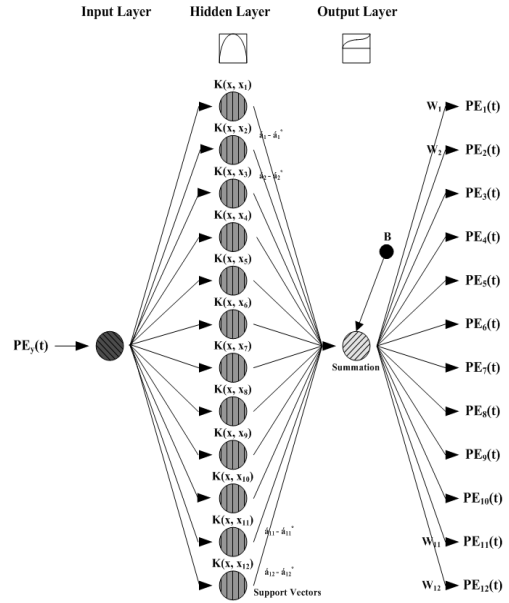 Input Layer Hidden Layer Output Layer
K(x, x₁)
W₁ PE₁(t)
K(x, x₂) á₁ - á₁*
W₂ PE₂(t)
K(x, x₃) á₂ - á₂*
PE₃(t)
K(x, x₄)
B PE₄(t)
K(x, x₅)
PE₅(t)
K(x, x₆)
PE₆(t)
PEᵧ(t)
K(x, x₇)
Summation PE₇(t)
K(x, x₈)
PE₈(t)
K(x, x₉)
PE₉(t)
K(x, x₁₀)
PE₁₀(t)
K(x, x₁₁) á₁₁ - á₁₁*
W₁₁ PE₁₁(t)
K(x, x₁₂) á₁₂ - á₁₂*
W₁₂ PE₁₂(t)
Support Vectors